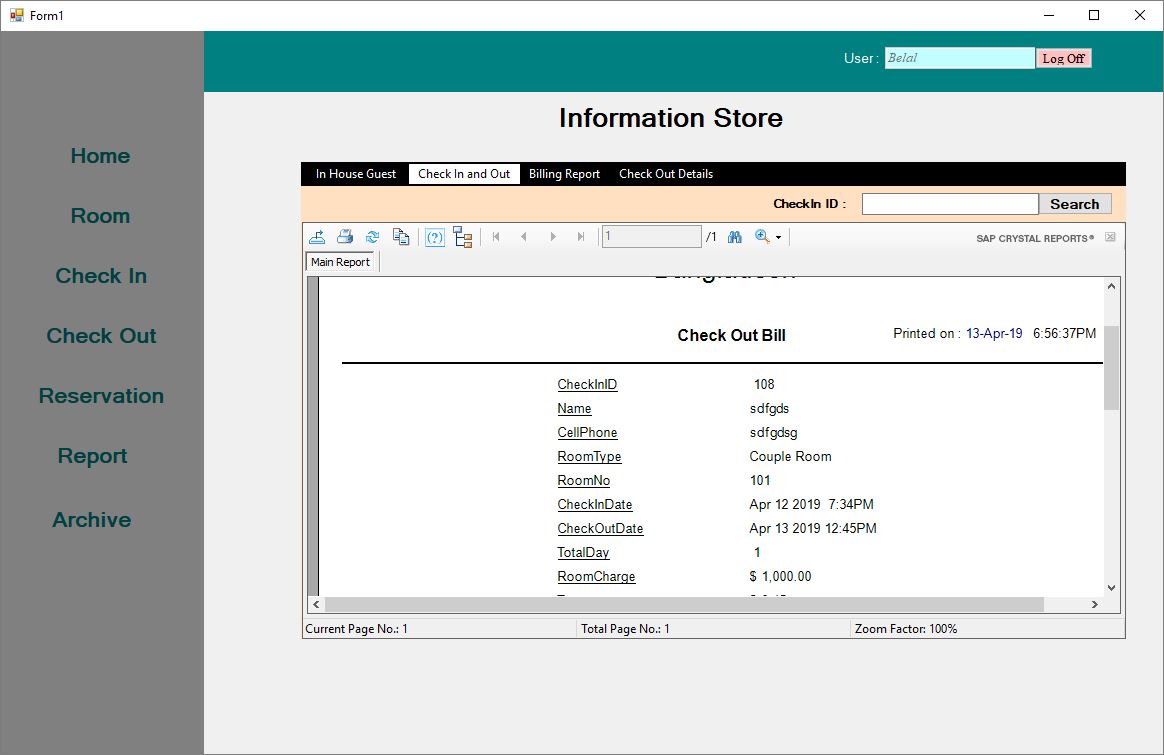 Form1
User : Belal Log Off
Information Store
Home
Room
Check In
Check Out
Reservation
Report
Archive
In House Guest Check In and Out Billing Report Check Out Details
CheckIn ID : Search
1 /1 SAP CRYSTAL REPORTS®
Main Report
Check Out Bill Printed on : 13-Apr-19 6:56:37PM
CheckInID 108
Name sdfgds
CellPhone sdfgdsg
RoomType Couple Room
RoomNo 101
CheckInDate Apr 12 2019 7:34PM
CheckOutDate Apr 13 2019 12:45PM
TotalDay 1
RoomCharge $ 1,000.00
Current Page No.: 1 Total Page No.: 1 Zoom Factor: 100%